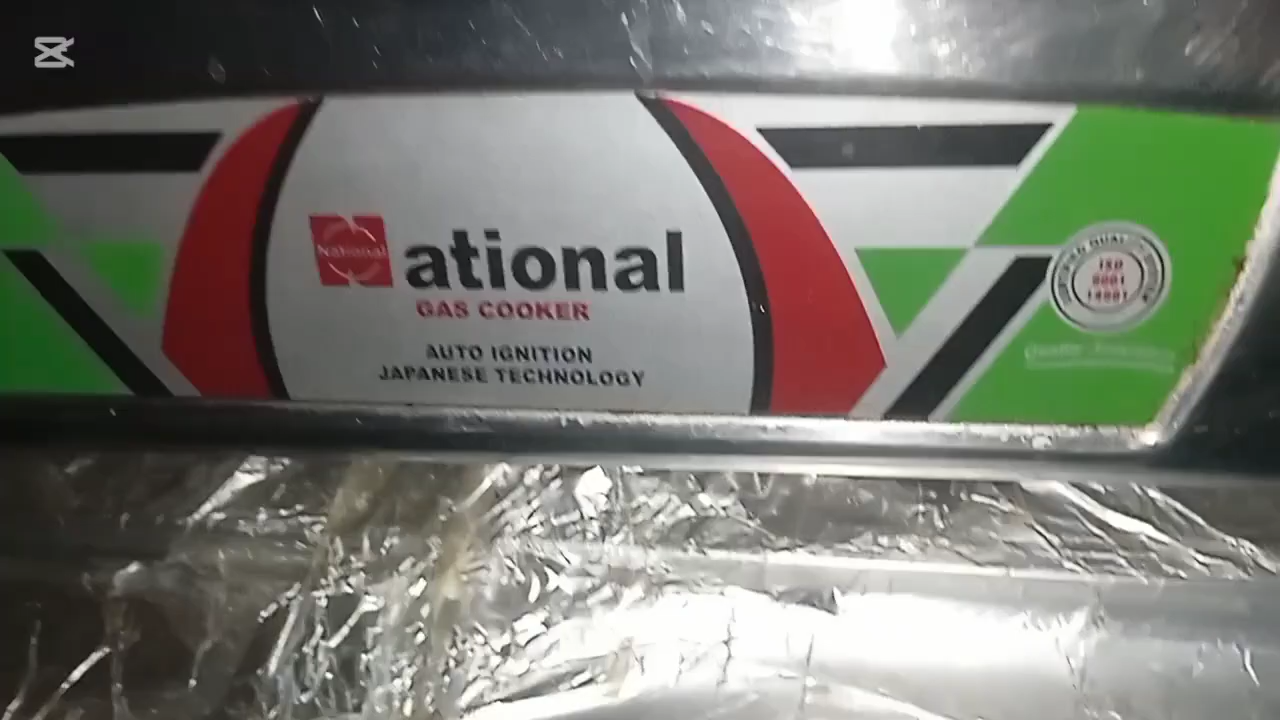 National
ational
GAS COOKER
AUTO IGNITION
JAPANESE TECHNOLOGY
ISO
9001
14001